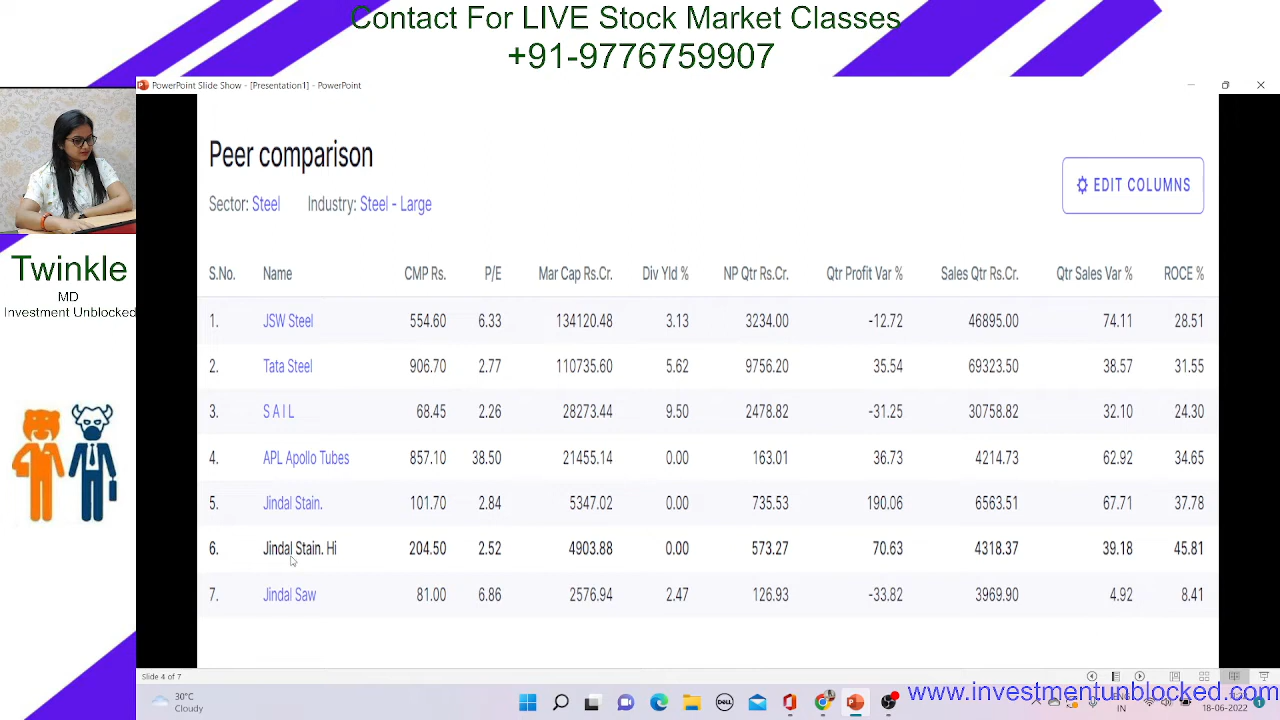 Contact For LIVE Stock Market Classes
+91-9776759907
PowerPoint Slide Show - [Presentation1] - PowerPoint
Peer comparison
EDIT COLUMNS
Sector: Steel Industry: Steel - Large
S.No. Name CMP Rs. P/E Mar Cap Rs.Cr. Div Yld % NP Qtr Rs.Cr. Qtr Profit Var % Sales Qtr Rs.Cr. Qtr Sales Var % ROCE %
1. JSW Steel 554.60 6.33 134120.48 3.13 3234.00 -12.72 46895.00 74.11 28.51
2. Tata Steel 906.70 2.77 110735.60 5.62 9756.20 35.54 69323.50 38.57 31.55
3. S A I L 68.45 2.26 28273.44 9.50 2478.82 -31.25 30758.82 32.10 24.30
4. APL Apollo Tubes 857.10 38.50 21455.14 0.00 163.01 36.73 4214.73 62.92 34.65
5. Jindal Stain. 101.70 2.84 5347.02 0.00 735.53 190.06 6563.51 67.71 37.78
6. Jindal Stain. Hi 204.50 2.52 4903.88 0.00 573.27 70.63 4318.37 39.18 45.81
7. Jindal Saw 81.00 6.86 2576.94 2.47 126.93 -33.82 3969.90 4.92 8.41
Twinkle
MD
Investment Unblocked
Slide 4 of 7
30°C
Cloudy
DELL
www.investmentunblocked.com
IN
18-06-2022